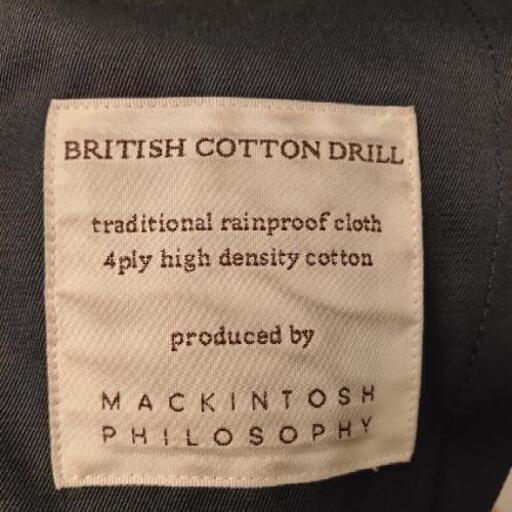 BRITISH COTTON DRILL
traditional rainproof cloth
4ply high density cotton
produced by
MACKINTOSH
PHILOSOPHY